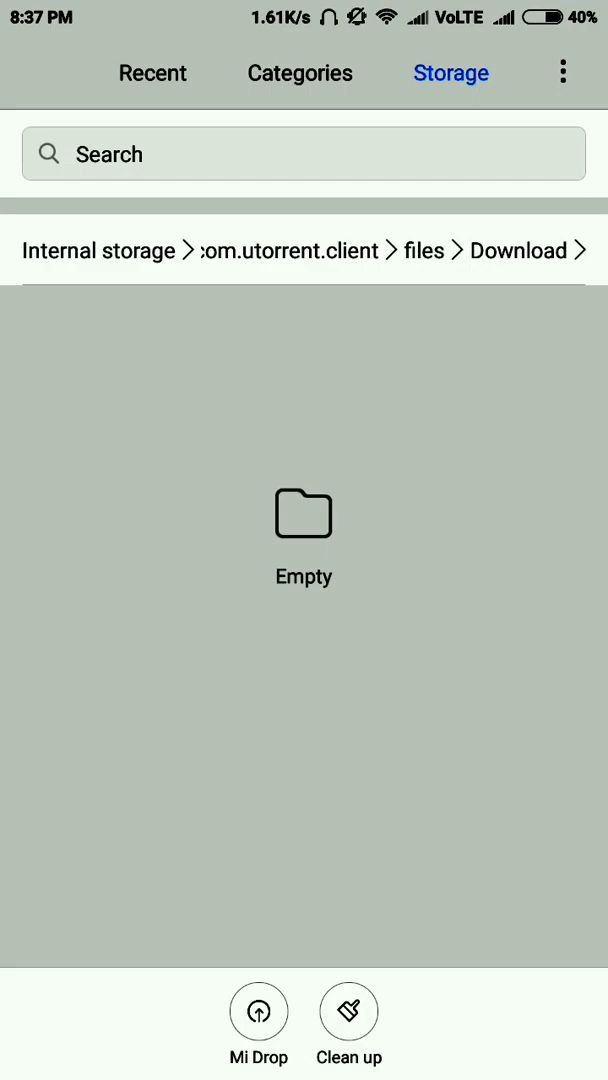 8:37 PM 1.61K/s VoLTE 40%
Recent Categories Storage
Search
Internal storage com.utorrent.client files Download
Empty
Mi Drop Clean up